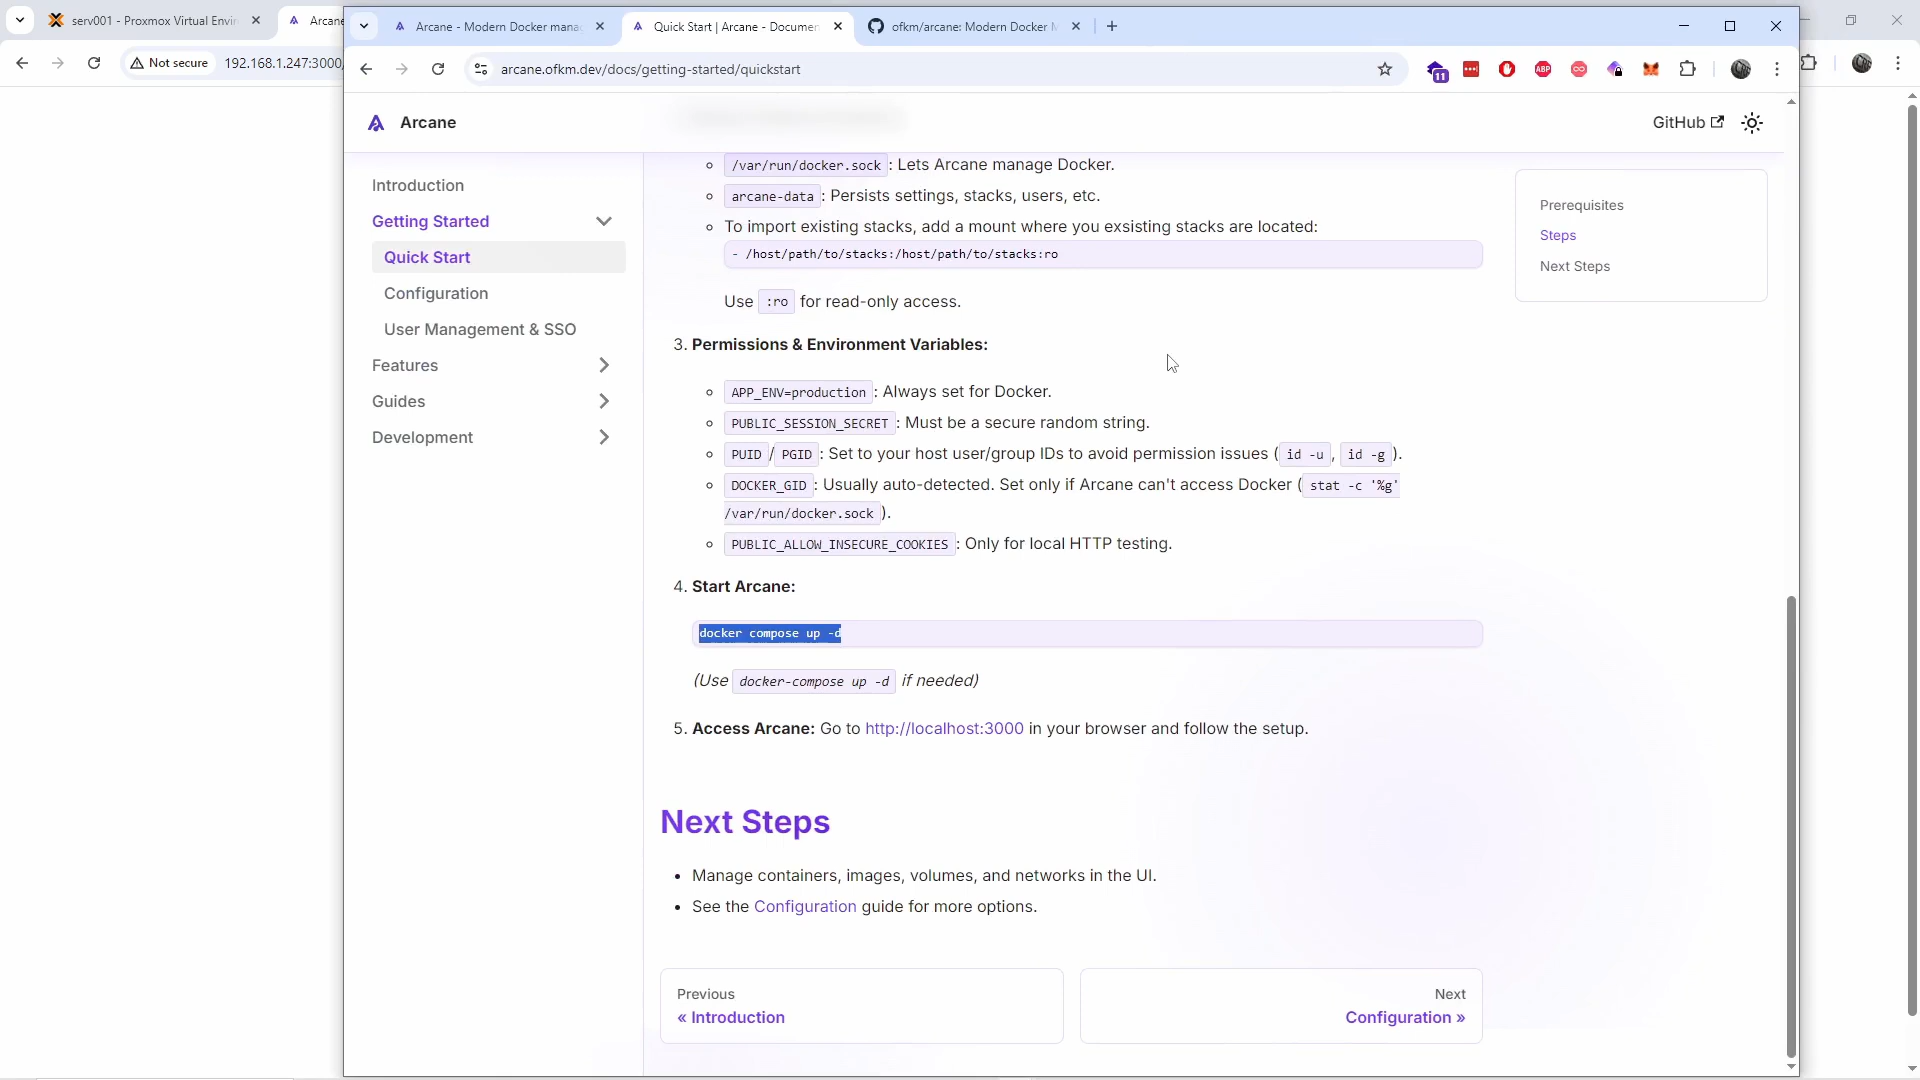 serv001 - Proxmox Virtual Envir
Arcane
Not secure
192.168.1.247:3000/
Arcane - Modern Docker mana
Quick Start | Arcane - Documen
ofkm/arcane: Modern Docker M
arcane.ofkm.dev/docs/getting-started/quickstart
11
ABP
Arcane
GitHub
Introduction
Getting Started
Quick Start
Configuration
User Management & SSO
Features
Guides
Development
/var/run/docker.sock : Lets Arcane manage Docker.
arcane-data : Persists settings, stacks, users, etc.
To import existing stacks, add a mount where you exsisting stacks are located:
- /host/path/to/stacks:/host/path/to/stacks:ro
Use :ro for read-only access.
3. Permissions & Environment Variables:
APP_ENV=production : Always set for Docker.
PUBLIC_SESSION_SECRET : Must be a secure random string.
PUID / PGID : Set to your host user/group IDs to avoid permission issues ( id -u , id -g ).
DOCKER_GID : Usually auto-detected. Set only if Arcane can't access Docker ( stat -c '%g'
/var/run/docker.sock ).
PUBLIC_ALLOW_INSECURE_COOKIES : Only for local HTTP testing.
4. Start Arcane:
docker compose up -d
(Use docker-compose up -d if needed)
5. Access Arcane: Go to http://localhost:3000 in your browser and follow the setup.
Next Steps
Manage containers, images, volumes, and networks in the UI.
See the Configuration guide for more options.
Previous
« Introduction
Next
Configuration »
Prerequisites
Steps
Next Steps